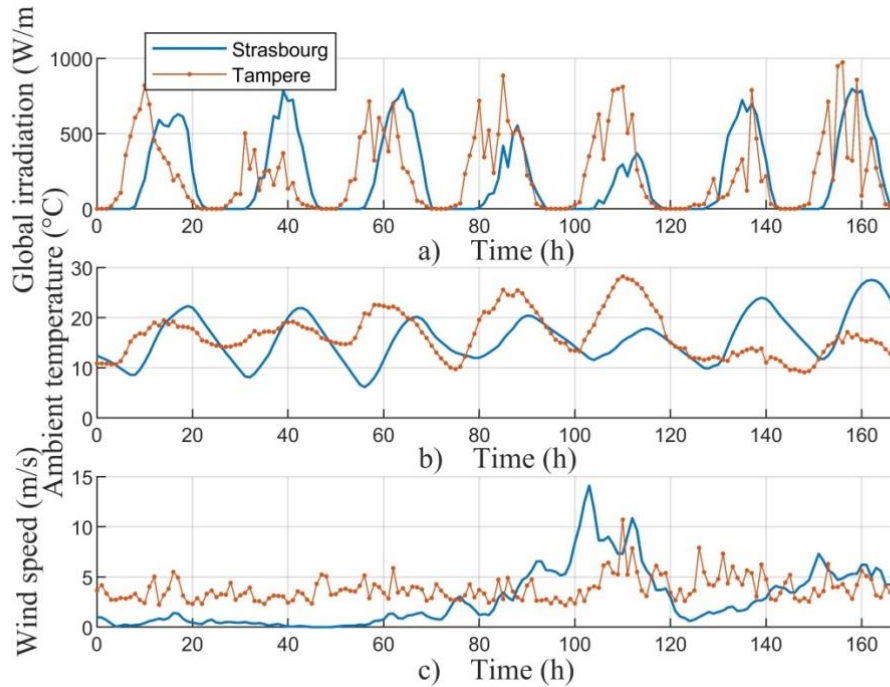 Global irradiation (W/m
1000
500
0
Strasbourg
Tampere
0 20 40 60 80 100 120 140 160
a) Time (h)
Ambient temperature (°C)
30
20
10
0
0 20 40 60 80 100 120 140 160
b) Time (h)
Wind speed (m/s)
15
10
5
0
0 20 40 60 80 100 120 140 160
c) Time (h)